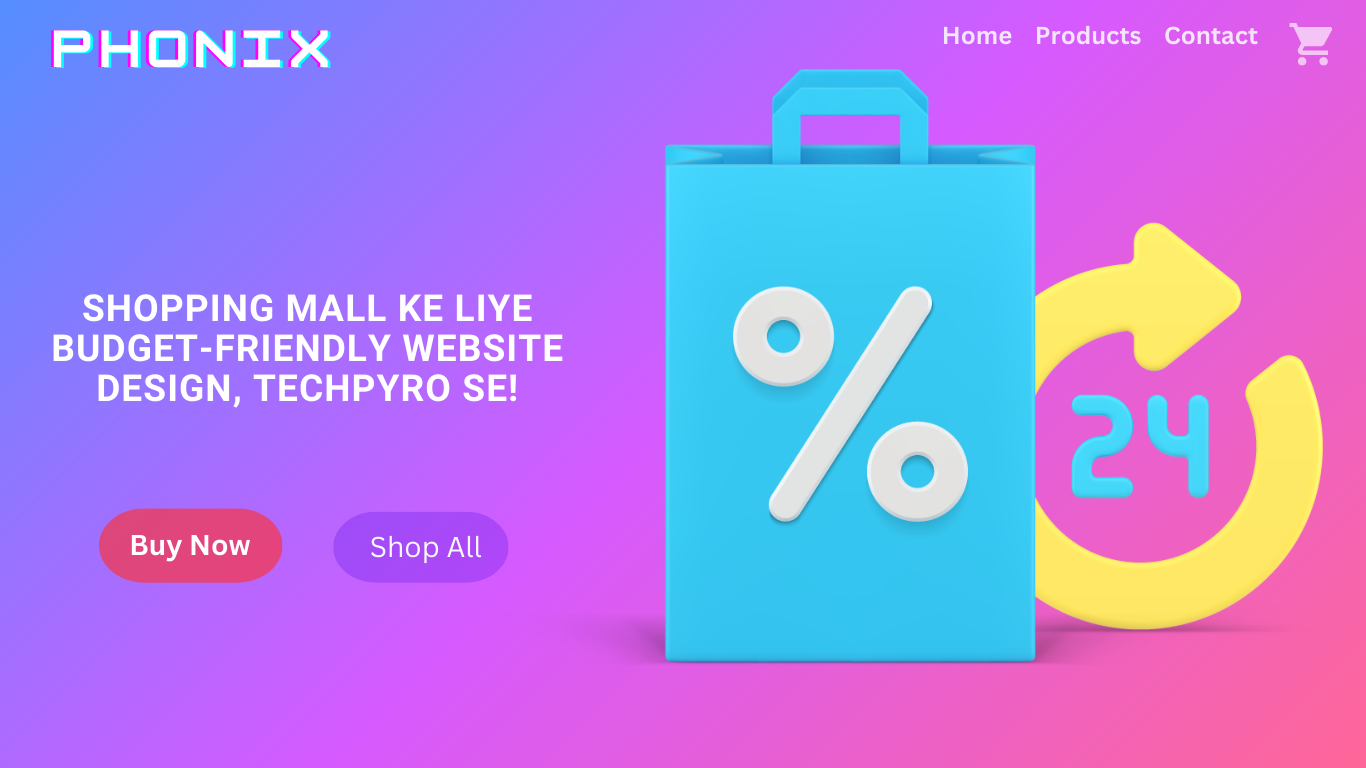 PHONIX
Home Products Contact
SHOPPING MALL KE LIYE
BUDGET-FRIENDLY WEBSITE
DESIGN, TECHPYRO SE!
Buy Now
Shop All
%
24